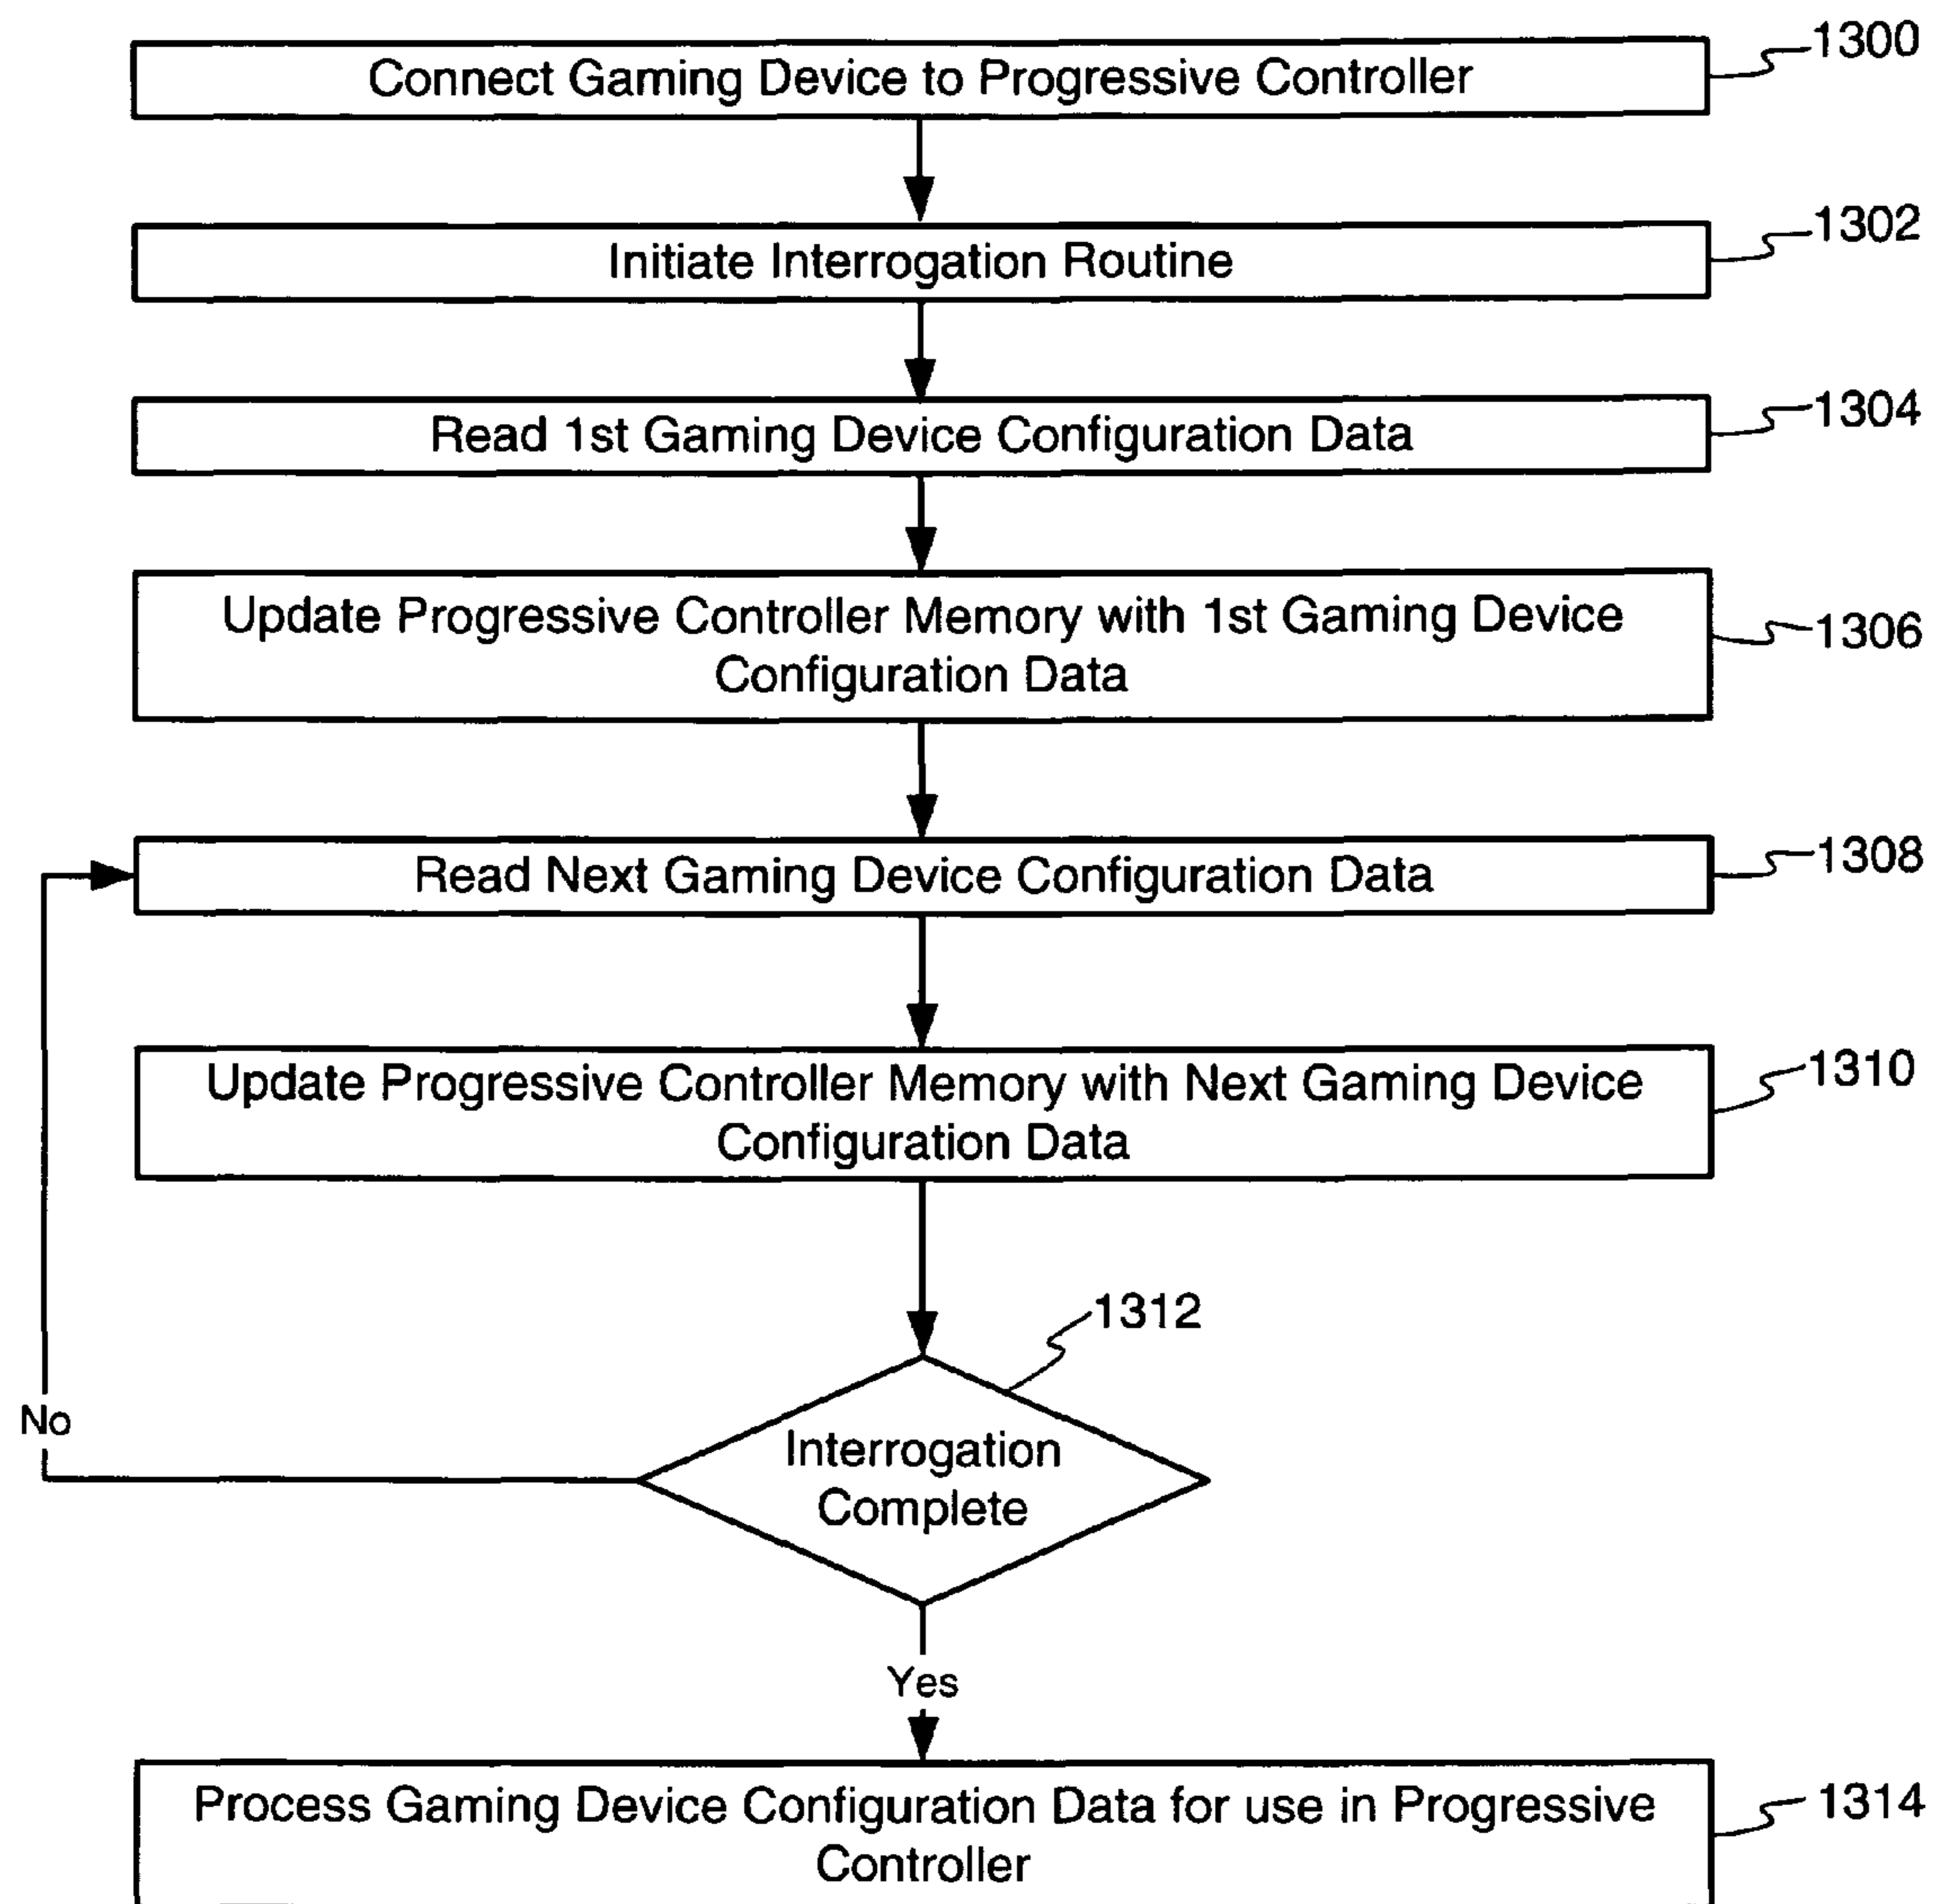 Connect Gaming Device to Progressive Controller
1300
Initiate Interrogation Routine
1302
Read 1st Gaming Device Configuration Data
1304
Update Progressive Controller Memory with 1st Gaming Device
Configuration Data
1306
Read Next Gaming Device Configuration Data
1308
Update Progressive Controller Memory with Next Gaming Device
Configuration Data
1310
1312
Interrogation
Complete
No
Yes
Process Gaming Device Configuration Data for use in Progressive
Controller
1314